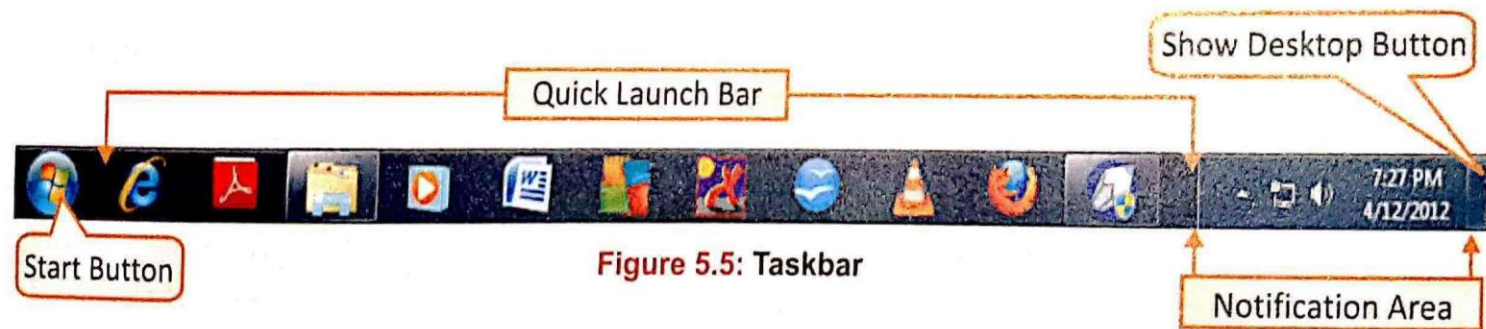 Show Desktop Button
Quick Launch Bar
7:27 PM
4/12/2012
Start Button
Figure 5.5: Taskbar
Notification Area